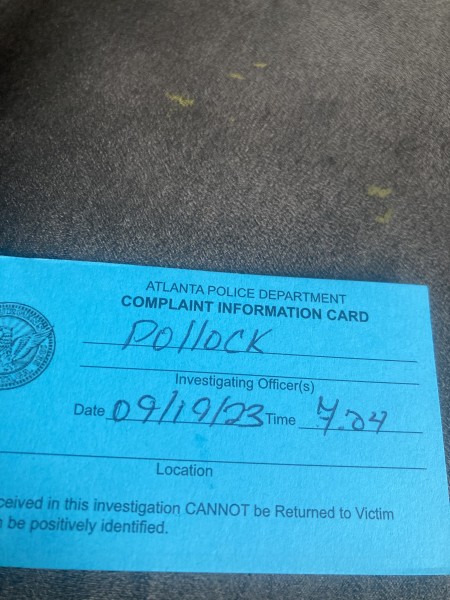 ATLANTA POLICE DEPARTMENT
COMPLAINT INFORMATION CARD
Pollock
Investigating Officer(s)
Date 09/19/23 Time 7.24
Location
ceived in this investigation CANNOT be Returned to Victim
be positively identified.